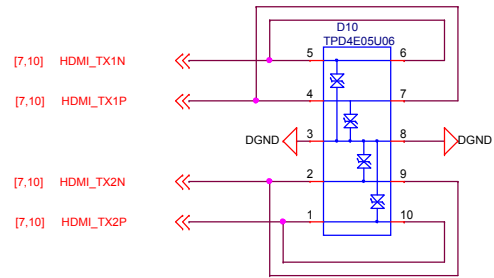 D10
TPD4E05U06
[7,10] HDMI_TX1N
5
6
[7,10] HDMI_TX1P
4
7
DGND
3
8
DGND
[7,10] HDMI_TX2N
2
9
[7,10] HDMI_TX2P
1
10